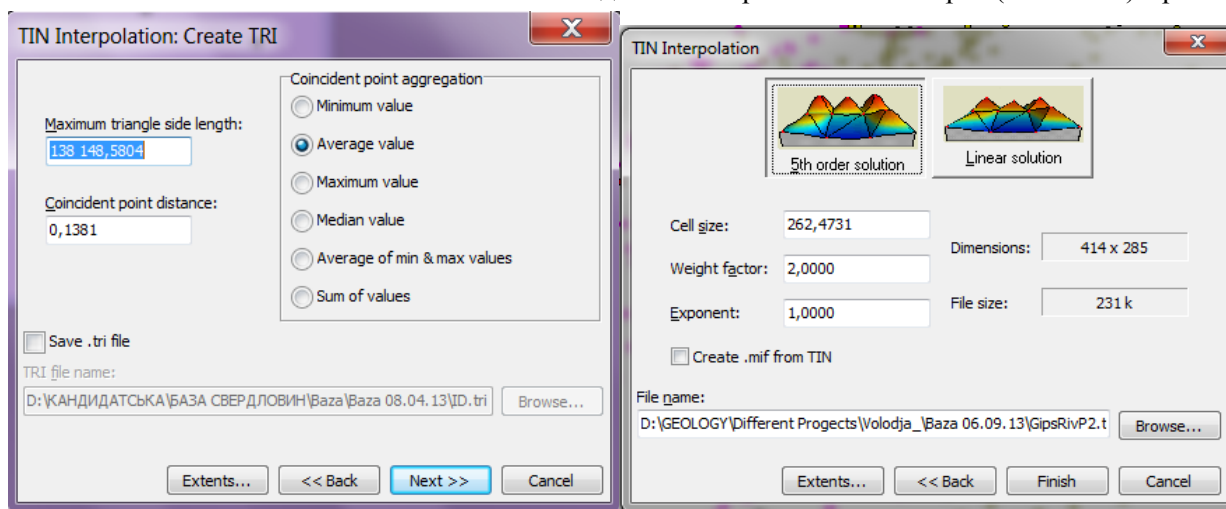 TIN Interpolation: Create TRI
Maximum triangle side length:
138 148,5804
Coincident point distance:
0,1381
Coincident point aggregation
Minimum value
Average value
Maximum value
Median value
Average of min & max values
Sum of values
Save .tri file
TRI file name:
D:\КАНДИДАТСЬКА\БАЗА СВЕРДЛОВИН\Baza\Baza 08.04.13\ID.tri
Browse...
Extents...
<< Back
Next >>
Cancel
TIN Interpolation
5th order solution
Linear solution
Cell size:
262,4731
Weight factor:
2,0000
Exponent:
1,0000
Dimensions:
414 x 285
File size:
231 k
Create .mif from TIN
File name:
D:\GEOLOGY\Different Progects\Volodja_\Baza 06.09.13\GipsRivP2.t
Browse...
Extents...
<< Back
Finish
Cancel